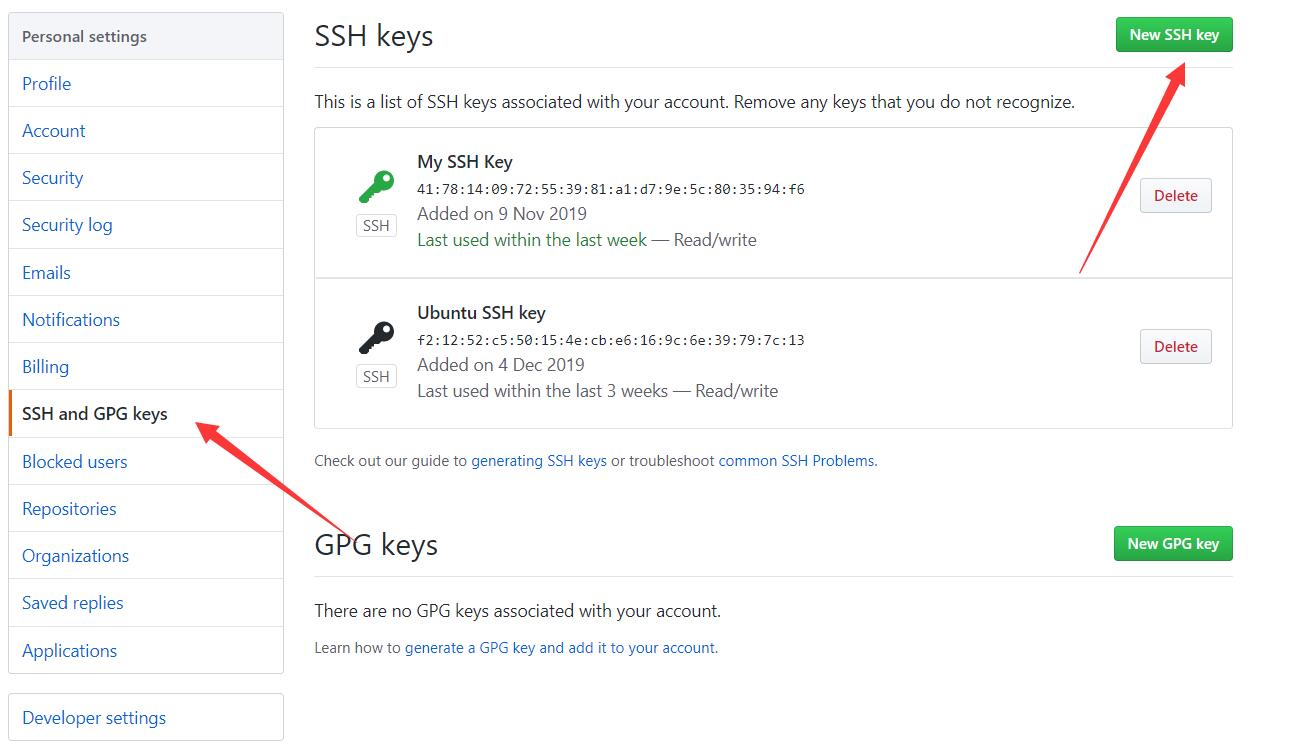 Personal settings
Profile
Account
Security
Security log
Emails
Notifications
Billing
SSH and GPG keys
Blocked users
Repositories
Organizations
Saved replies
Applications
Developer settings
SSH keys
New SSH key
This is a list of SSH keys associated with your account. Remove any keys that you do not recognize.
My SSH Key
41:78:14:09:72:55:39:81:a1:d7:9e:5c:80:35:94:f6
Added on 9 Nov 2019
Last used within the last week — Read/write
SSH
Delete
Ubuntu SSH key
f2:12:52:c5:50:15:4e:cb:e6:16:9c:6e:39:79:7c:13
Added on 4 Dec 2019
Last used within the last 3 weeks — Read/write
SSH
Delete
Check out our guide to generating SSH keys or troubleshoot common SSH Problems.
GPG keys
New GPG key
There are no GPG keys associated with your account.
Learn how to generate a GPG key and add it to your account.